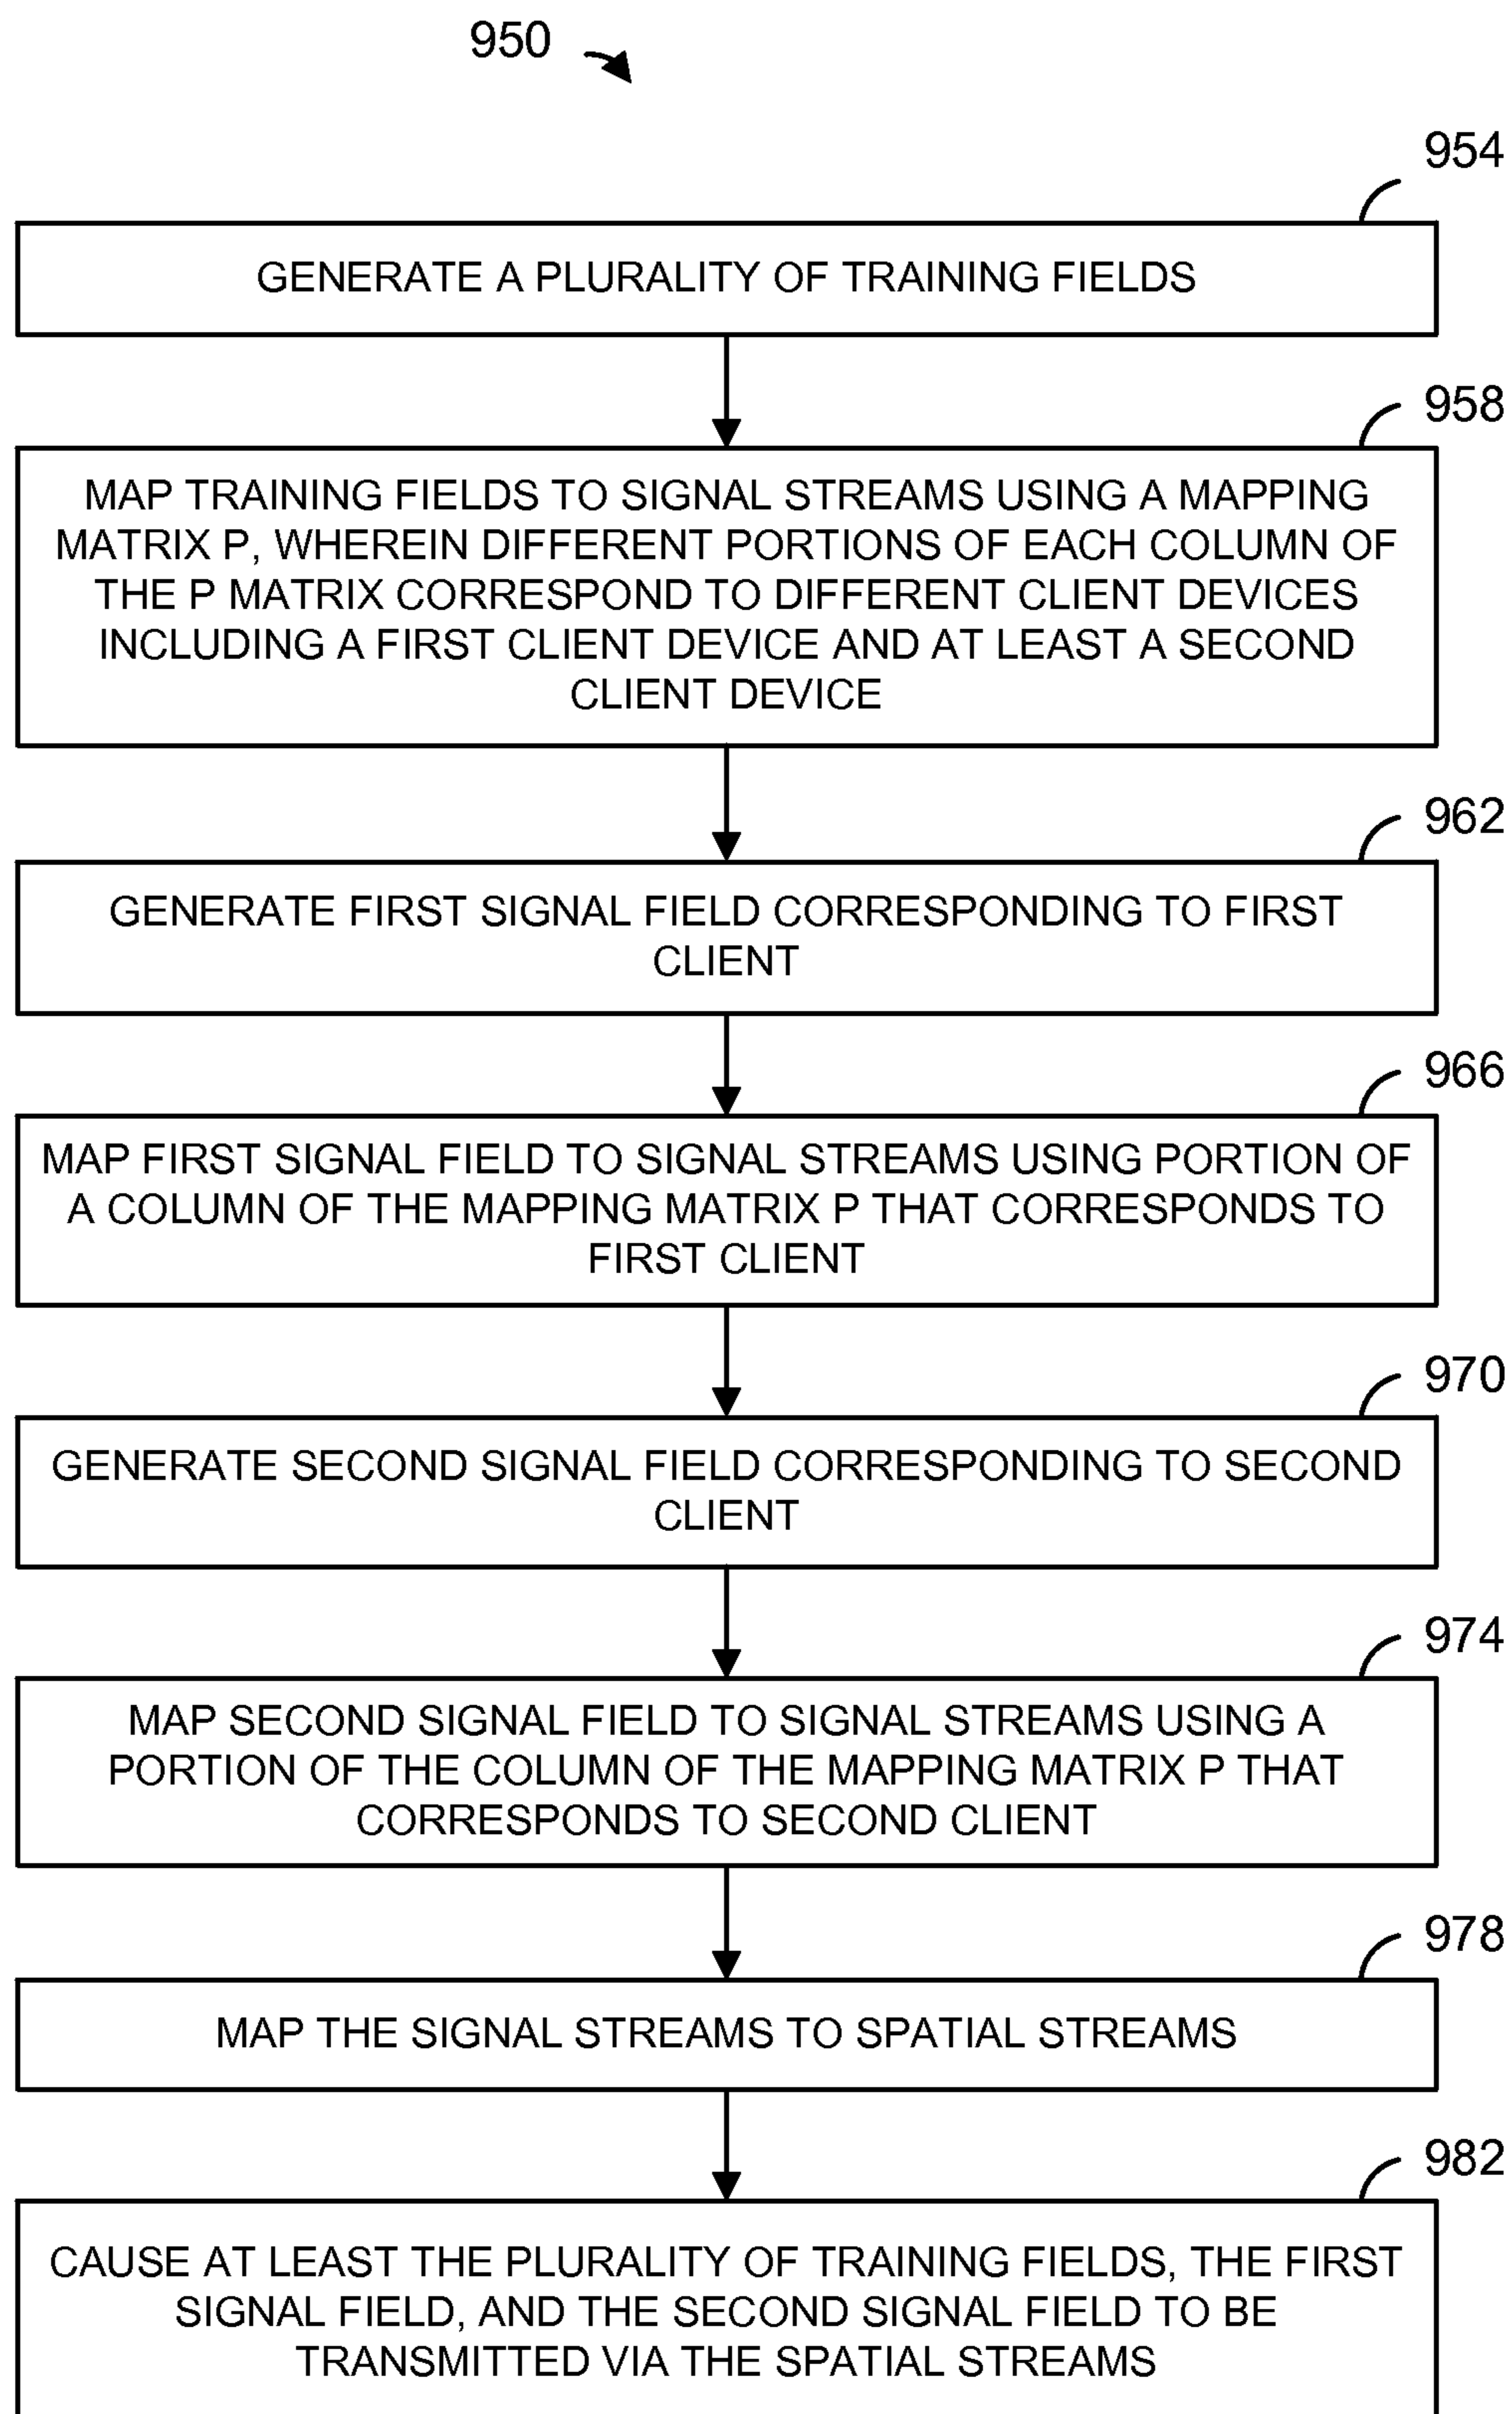 950
954
GENERATE A PLURALITY OF TRAINING FIELDS
958
MAP TRAINING FIELDS TO SIGNAL STREAMS USING A MAPPING
MATRIX P, WHEREIN DIFFERENT PORTIONS OF EACH COLUMN OF
THE P MATRIX CORRESPOND TO DIFFERENT CLIENT DEVICES
INCLUDING A FIRST CLIENT DEVICE AND AT LEAST A SECOND
CLIENT DEVICE
962
GENERATE FIRST SIGNAL FIELD CORRESPONDING TO FIRST
CLIENT
966
MAP FIRST SIGNAL FIELD TO SIGNAL STREAMS USING PORTION OF
A COLUMN OF THE MAPPING MATRIX P THAT CORRESPONDS TO
FIRST CLIENT
970
GENERATE SECOND SIGNAL FIELD CORRESPONDING TO SECOND
CLIENT
974
MAP SECOND SIGNAL FIELD TO SIGNAL STREAMS USING A
PORTION OF THE COLUMN OF THE MAPPING MATRIX P THAT
CORRESPONDS TO SECOND CLIENT
978
MAP THE SIGNAL STREAMS TO SPATIAL STREAMS
982
CAUSE AT LEAST THE PLURALITY OF TRAINING FIELDS, THE FIRST
SIGNAL FIELD, AND THE SECOND SIGNAL FIELD TO BE
TRANSMITTED VIA THE SPATIAL STREAMS